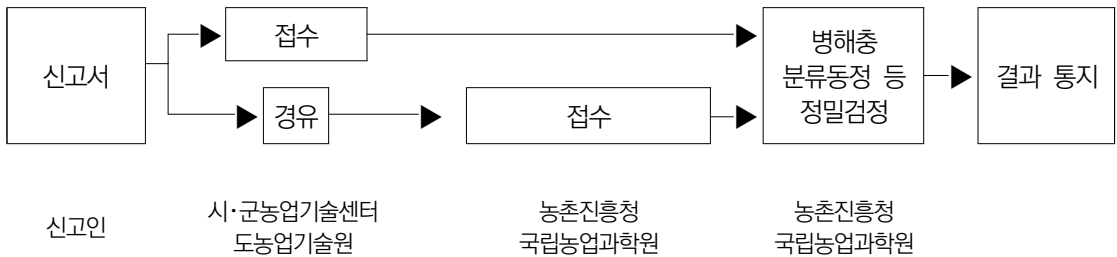 신고서
접수
경유
접수
병해충
분류동정 등
정밀검정
결과 통지
신고인
시·군농업기술센터
도농업기술원
농촌진흥청
국립농업과학원
농촌진흥청
국립농업과학원